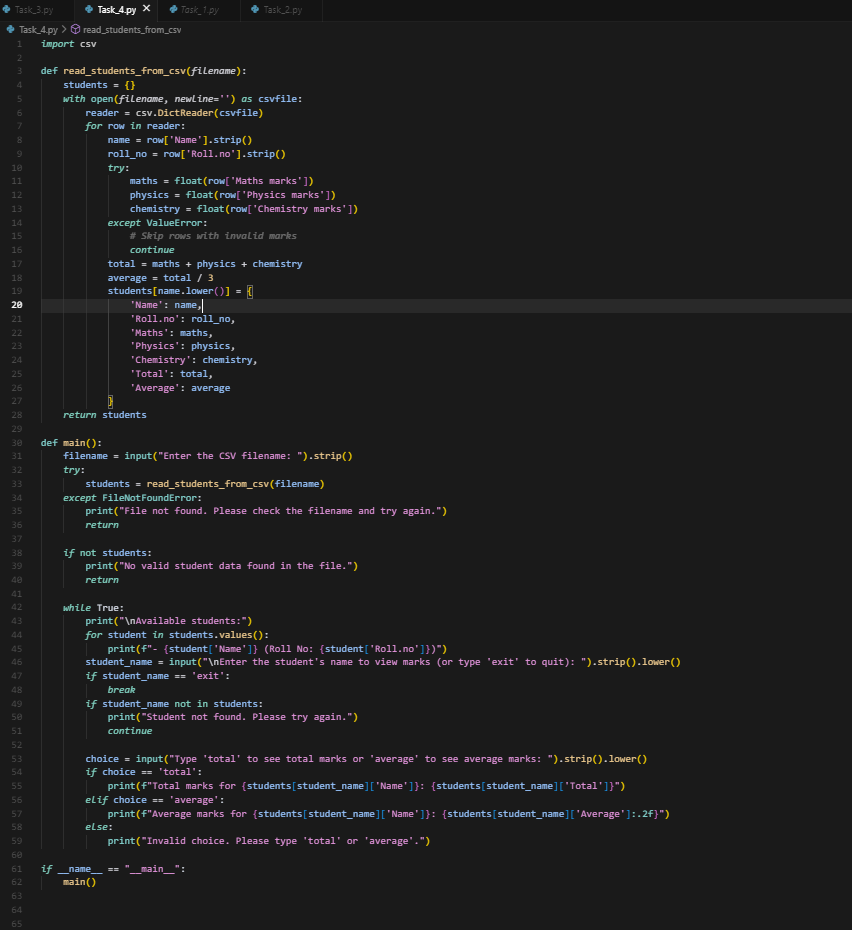 Task_3.py Task_4.py Task_1.py Task_2.py
Task_4.py > read_students_from_csv
1 import csv
2
3 def read_students_from_csv(filename):
4     students = {}
5     with open(filename, newline='') as csvfile:
6         reader = csv.DictReader(csvfile)
7         for row in reader:
8             name = row['Name'].strip()
9             roll_no = row['Roll.no'].strip()
10             try:
11                 maths = float(row['Maths marks'])
12                 physics = float(row['Physics marks'])
13                 chemistry = float(row['Chemistry marks'])
14             except ValueError:
15                 # Skip rows with invalid marks
16                 continue
17             total = maths + physics + chemistry
18             average = total / 3
19             students[name.lower()] = {
20                 'Name': name,
21                 'Roll.no': roll_no,
22                 'Maths': maths,
23                 'Physics': physics,
24                 'Chemistry': chemistry,
25                 'Total': total,
26                 'Average': average
27             }
28     return students
29
30 def main():
31     filename = input("Enter the CSV filename: ").strip()
32     try:
33         students = read_students_from_csv(filename)
34     except FileNotFoundError:
35         print("File not found. Please check the filename and try again.")
36         return
37
38     if not students:
39         print("No valid student data found in the file.")
40         return
41
42     while True:
43         print("\nAvailable students:")
44         for student in students.values():
45             print(f"- {student['Name']} (Roll No: {student['Roll.no']})")
46         student_name = input("\nEnter the student's name to view marks (or type 'exit' to quit): ").strip().lower()
47         if student_name == 'exit':
48             break
49         if student_name not in students:
50             print("Student not found. Please try again.")
51             continue
52
53         choice = input("Type 'total' to see total marks or 'average' to see average marks: ").strip().lower()
54         if choice == 'total':
55             print(f"Total marks for {students[student_name]['Name']}: {students[student_name]['Total']}")
56         elif choice == 'average':
57             print(f"Average marks for {students[student_name]['Name']}: {students[student_name]['Average']:.2f}")
58         else:
59             print("Invalid choice. Please type 'total' or 'average'.")
60
61 if __name__ == "__main__":
62     main()
63
64
65